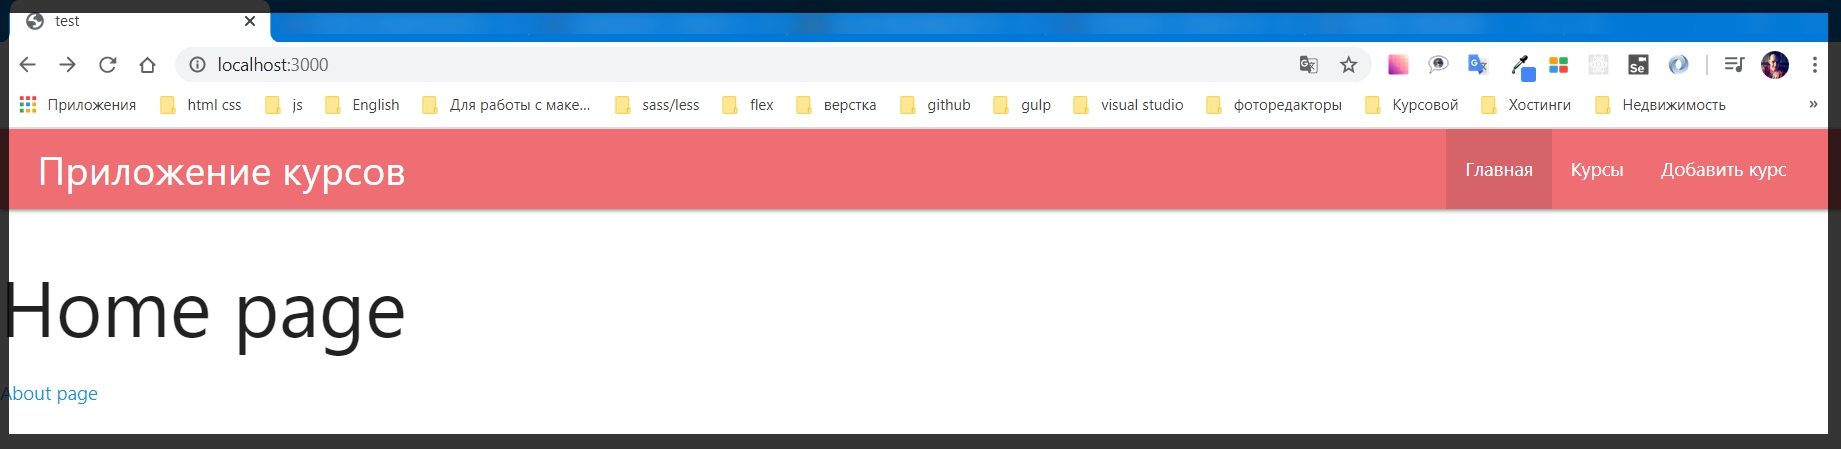 test
localhost:3000
Приложения html css js English Для работы с маке... sass/less flex верстка github gulp visual studio фоторедакторы Курсовой Хостинги Недвижимость »
Приложение курсов Главная Курсы Добавить курс
Home page
About page